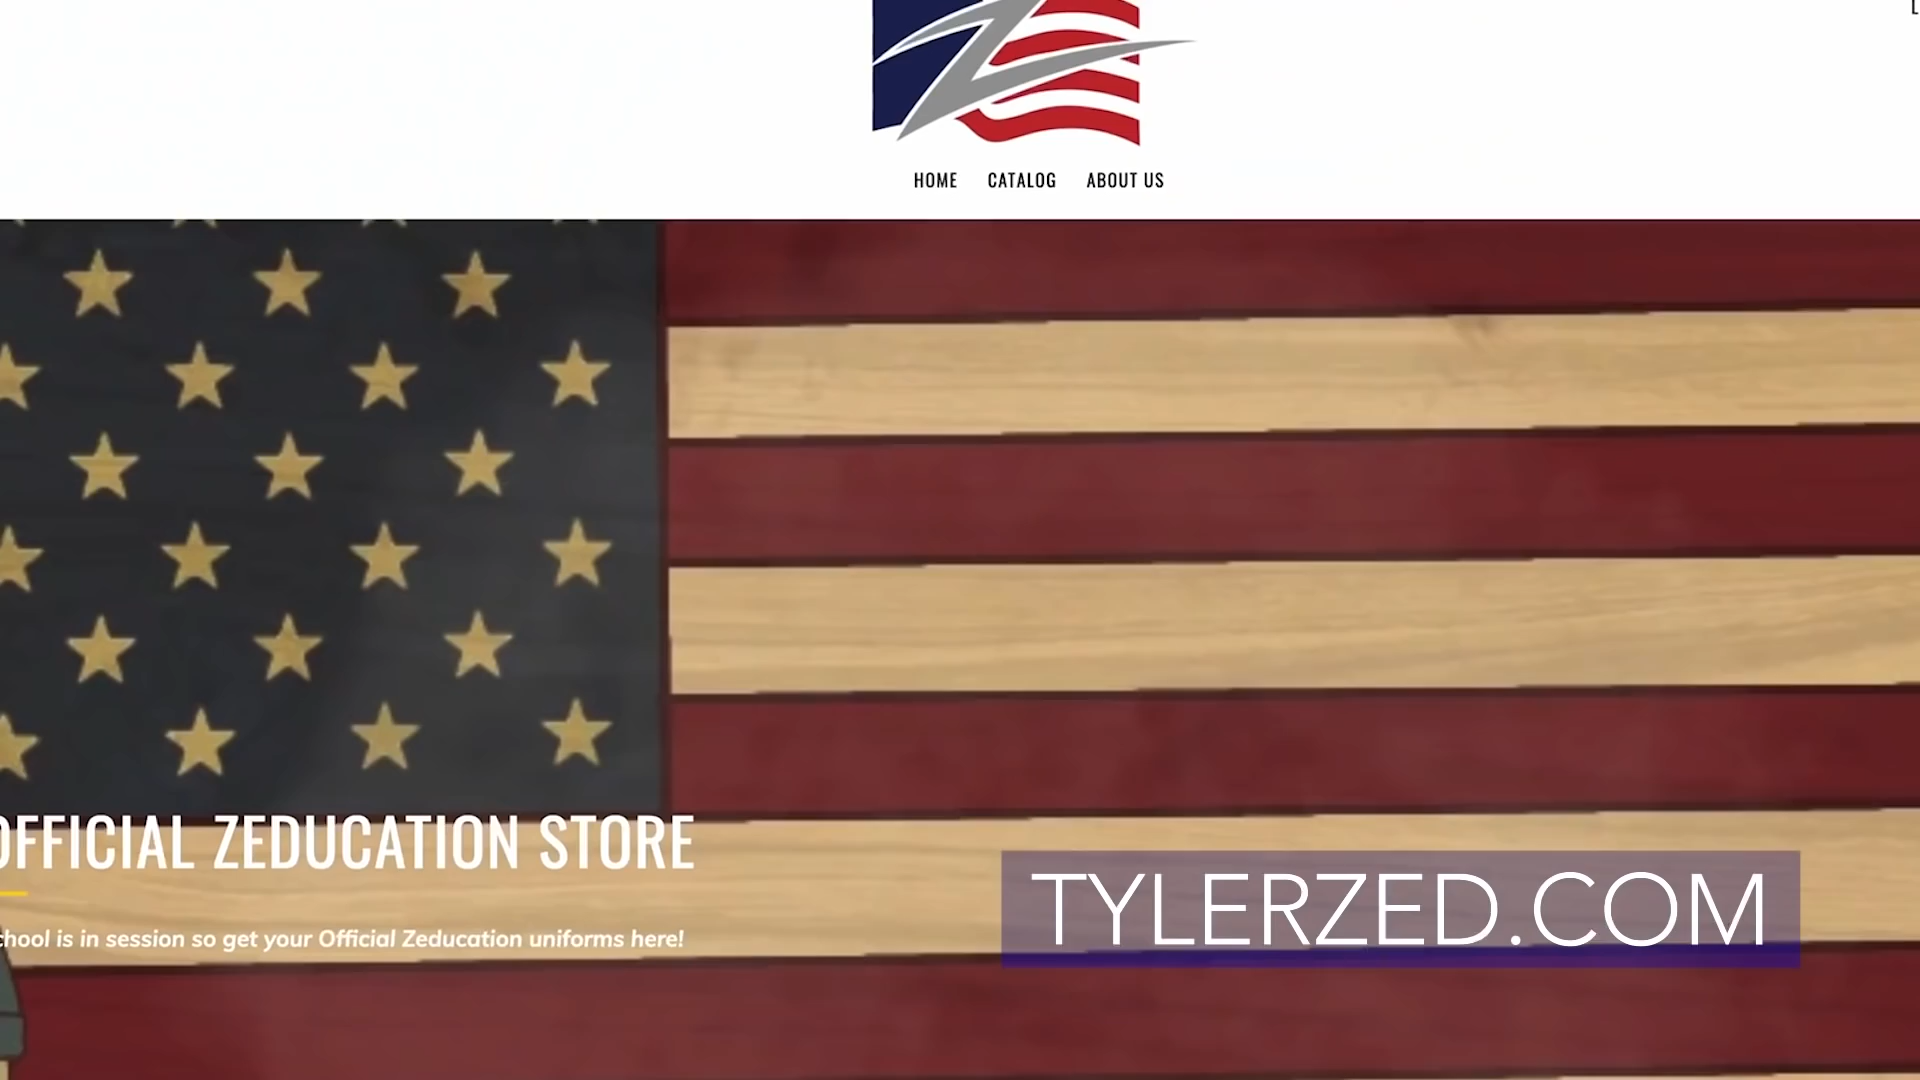 HOME CATALOG ABOUT US
OFFICIAL ZEDUCATION STORE
chool is in session so get your Official Zeducation uniforms here!
TYLERZED.COM